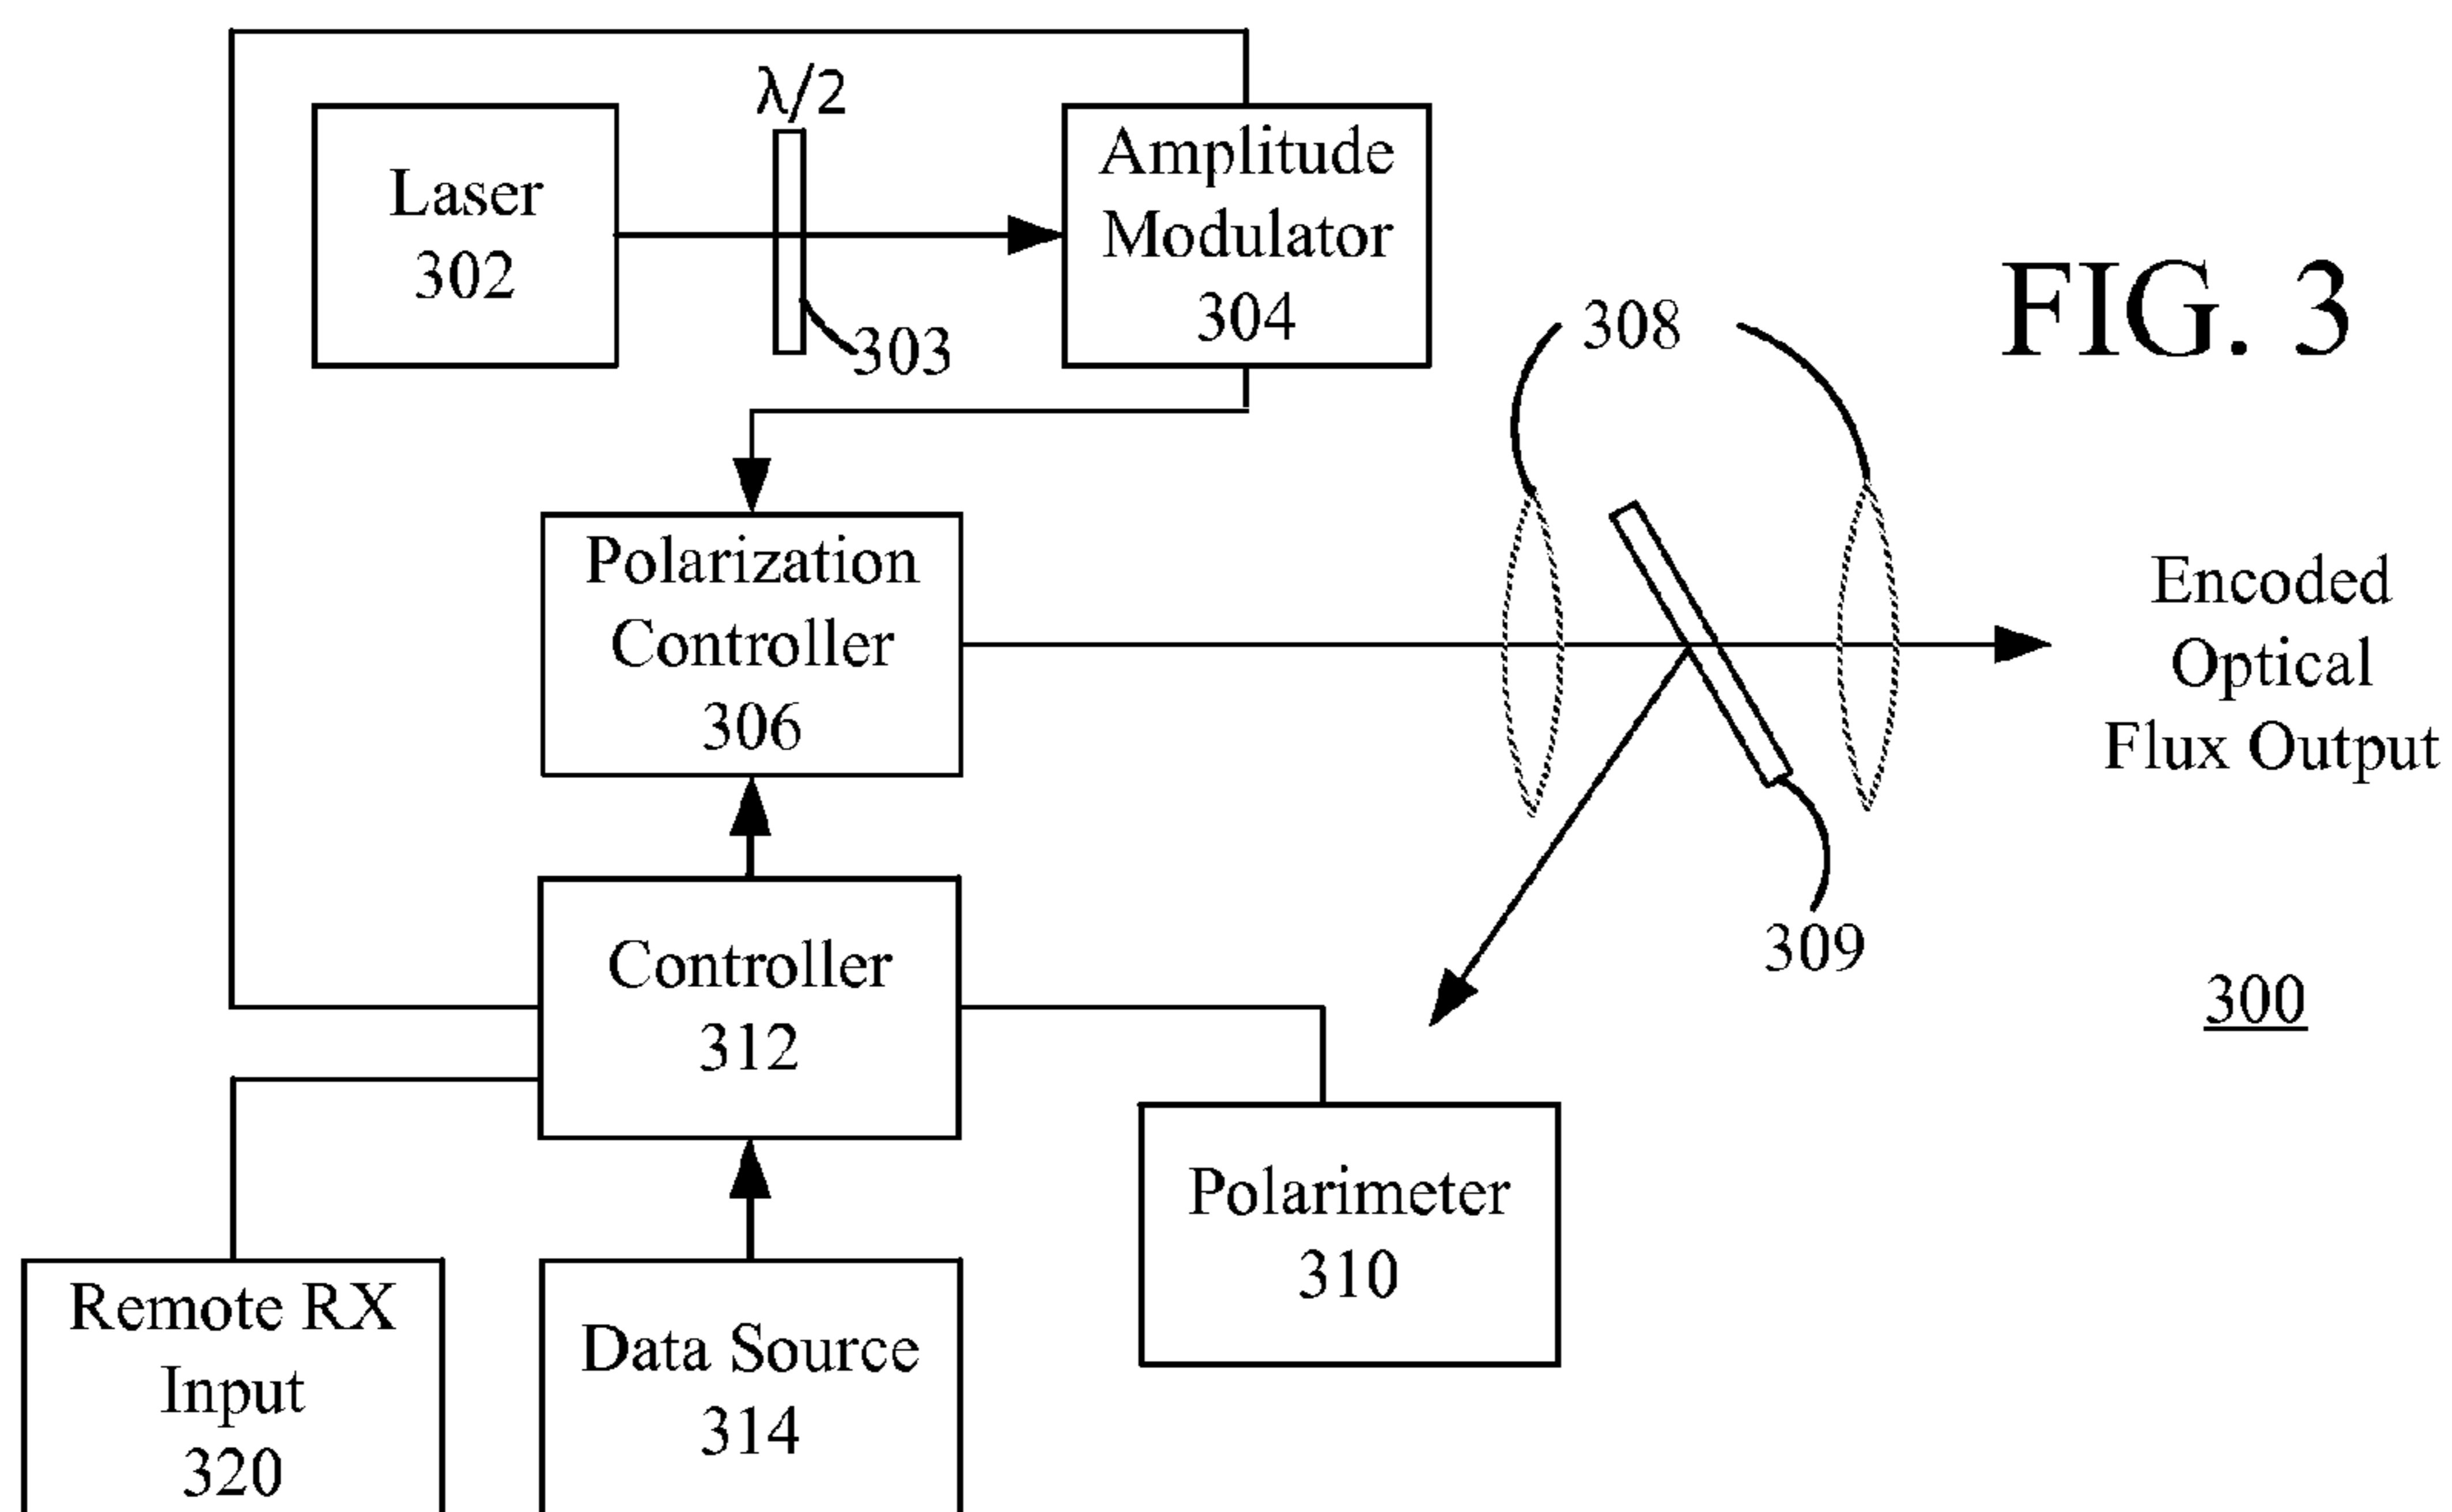 λ/2
Laser
302
303
Amplitude
Modulator
304
FIG. 3
308
Polarization
Controller
306
Encoded
Optical
Flux Output
309
300
Controller
312
Polarimeter
310
Remote RX
Input
320
Data Source
314